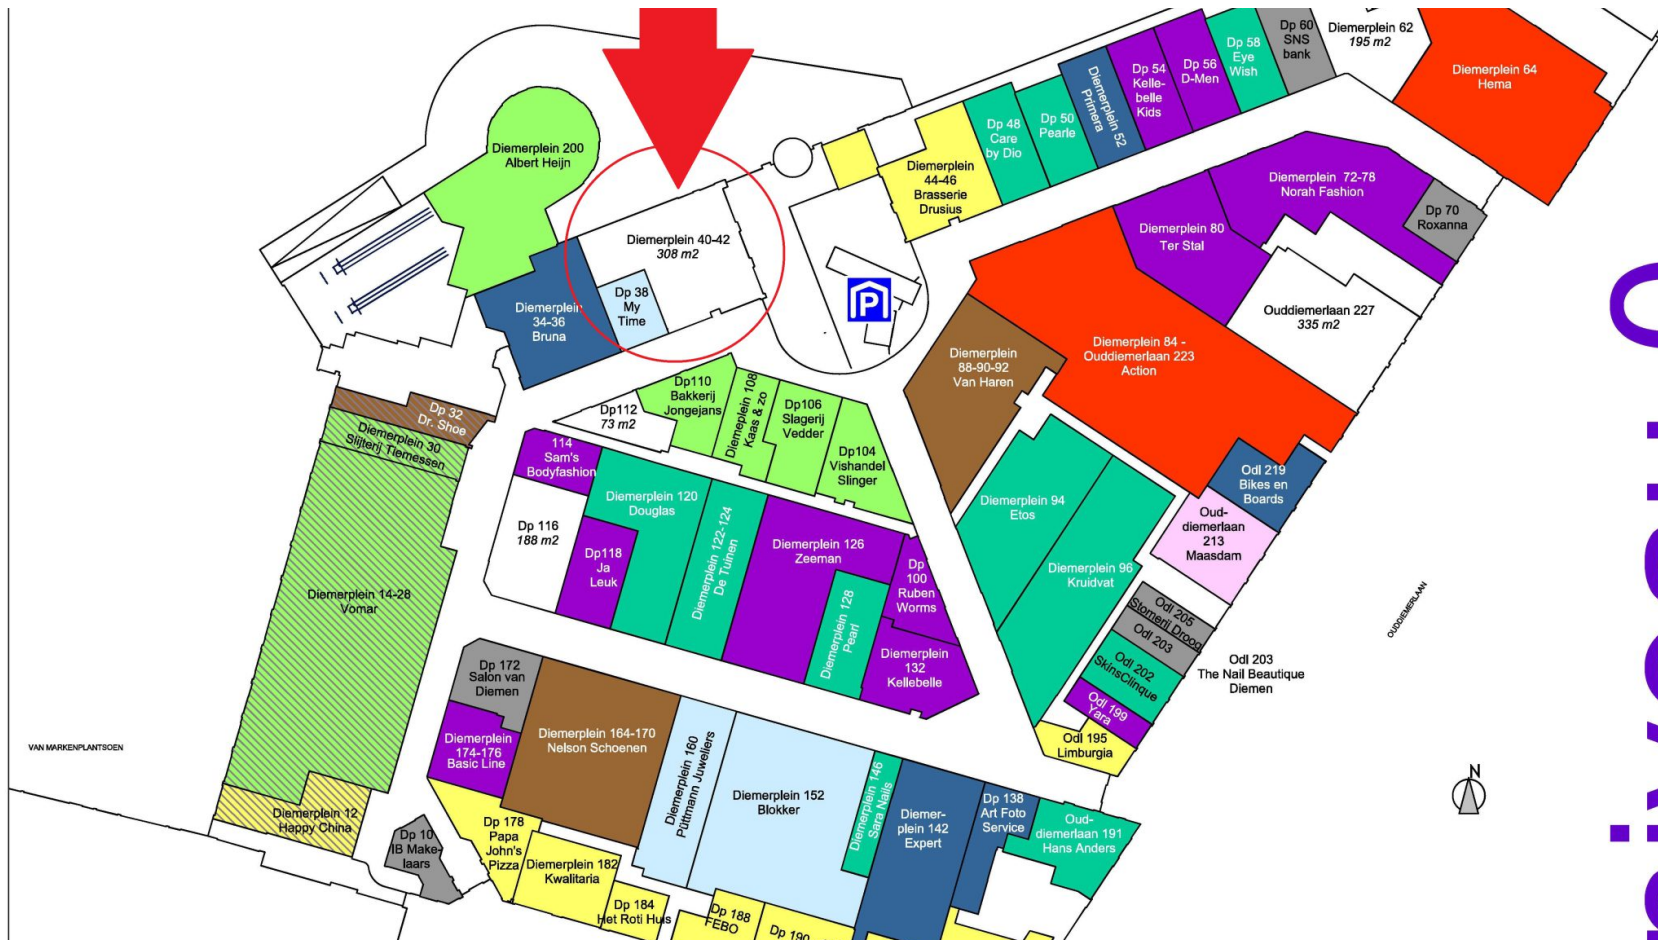 Diemerplein 62
195 m2
Dp 60
SNS
bank
Dp 58
Eye
Wish
Dp 56
D-Men
Dp 54
Kelle-
belle
Kids
Diemerplein 52
Primera
Dp 50
Pearle
Dp 48
Care
by Dio
Diemerplein 64
Hema
Diemerplein 200
Albert Heijn
Diemerplein
44-46
Brasserie
Drusius
Diemerplein 72-78
Norah Fashion
Dp 70
Roxanna
Diemerplein 80
Ter Stal
Diemerplein 40-42
308 m2
Dp 38
My
Time
Diemerplein
34-36
Bruna
P
Ouddiemerlaan 227
335 m2
Diemerplein 84 -
Ouddiemerlaan 223
Action
Diemerplein
88-90-92
Van Haren
Dp110
Bakkerij
Jongejans
Diemeplein 108
Kaas & zo
Dp106
Slagerij
Vedder
Dp104
Vishandel
Slinger
Dp112
73 m2
Dp 32
Dr. Shoe
Diemerplein 30
Slijterij Tiemessen
114
Sam's
Bodyfashion
Diemerplein 120
Douglas
Diemerplein 122-124
De Tuinen
Dp 116
188 m2
Dp118
Ja
Leuk
Diemerplein 126
Zeeman
Diemerplein 128
Pearl
Dp
100
Ruben
Worms
Diemerplein
132
Kellebelle
Diemerplein 94
Etos
Diemerplein 96
Kruidvat
Odl 219
Bikes en
Boards
Oud-
diemerlaan
213
Maasdam
Odl 205
Stomerij Droog
Odl 203
Odl 202
SkinsClinque
Odl 199
Yara
Odl 195
Limburgia
Odl 203
The Nail Beautique
Diemen
OUDDIEMERLAAN
Diemerplein 14-28
Vomar
Diemerplein 12
Happy China
VAN MARKENPLANTSOEN
Dp 172
Salon van
Diemen
Diemerplein
174-176
Basic Line
Diemerplein 164-170
Nelson Schoenen
Diemerplein 160
Püttmann Juweliers
Diemerplein 152
Blokker
Diemerplein 146
Sara Nails
Diemer-
plein 142
Expert
Dp 138
Art Foto
Service
Oud-
diemerlaan 191
Hans Anders
N
Dp 10
IB Make-
laars
Dp 178
Papa
John's
Pizza
Diemerplein 182
Kwalitaria
Dp 184
Het Roti Huis
Dp 188
FEBO
Dp 190